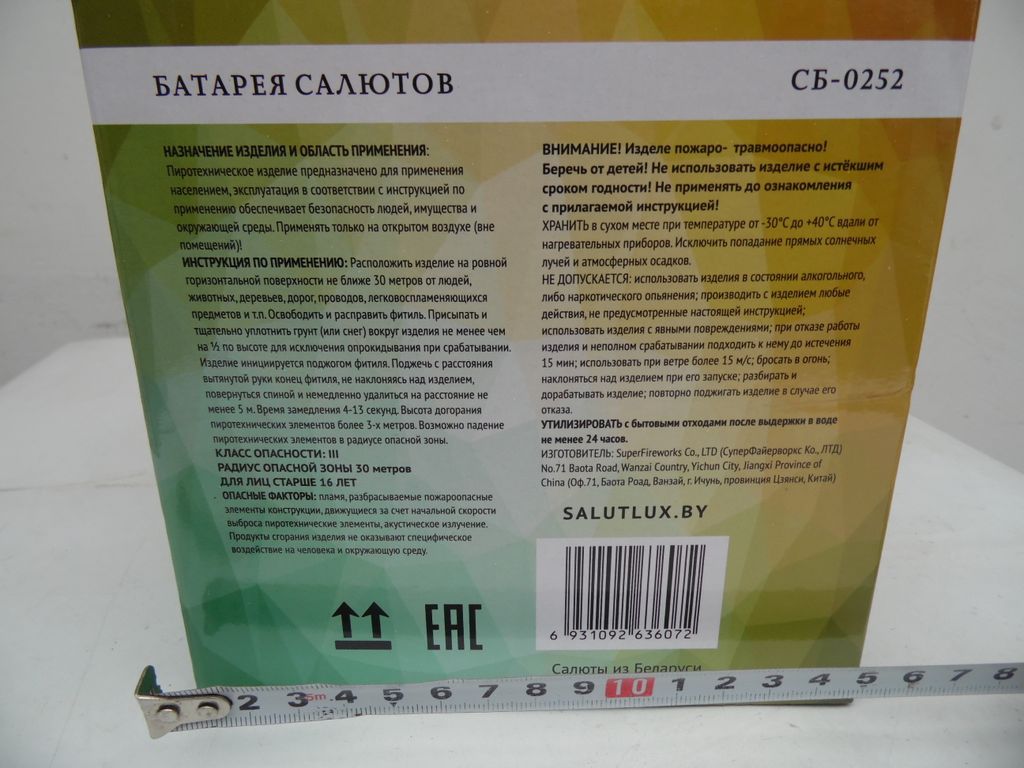 БАТАРЕЯ САЛЮТОВ
СБ-0252
НАЗНАЧЕНИЕ ИЗДЕЛИЯ И ОБЛАСТЬ ПРИМЕНЕНИЯ:
Пиротехническое изделие предназначено для применения
населением, эксплуатация в соответствии с инструкцией по
применению обеспечивает безопасность людей, имущества и
окружающей среды. Применять только на открытом воздухе (вне
помещений)!
ИНСТРУКЦИЯ ПО ПРИМЕНЕНИЮ: Расположить изделие на ровной
горизонтальной поверхности не ближе 30 метров от людей,
животных, деревьев, дорог, проводов, легковоспламеняющихся
предметов и т.п. Освободить и расправить фитиль. Присыпать и
тщательно уплотнить грунт (или снег) вокруг изделия не менее чем
на ½ по высоте для исключения опрокидывания при срабатывании.
Изделие инициируется поджогом фитиля. Поджечь с расстояния
вытянутой руки конец фитиля, не наклоняясь над изделием,
повернуться спиной и немедленно удалиться на расстояние не
менее 5 м. Время замедления 4-13 секунд. Высота догорания
пиротехнических элементов более 3-х метров. Возможно падение
пиротехнических элементов в радиусе опасной зоны.
КЛАСС ОПАСНОСТИ: III
РАДИУС ОПАСНОЙ ЗОНЫ 30 метров
ДЛЯ ЛИЦ СТАРШЕ 16 ЛЕТ
ОПАСНЫЕ ФАКТОРЫ: пламя, разбрасываемые пожароопасные
элементы конструкции, движущиеся за счет начальной скорости
выброса пиротехнические элементы, акустическое излучение.
Продукты сгорания изделия не оказывают специфическое
воздействие на человека и окружающую среду.
EAC
ВНИМАНИЕ! Изделе пожаро- травмоопасно!
Беречь от детей! Не использовать изделие с истёкшим
сроком годности! Не применять до ознакомления
с прилагаемой инструкцией!
ХРАНИТЬ в сухом месте при температуре от -30°С до +40°С вдали от
нагревательных приборов. Исключить попадание прямых солнечных
лучей и атмосферных осадков.
НЕ ДОПУСКАЕТСЯ: использовать изделия в состоянии алкогольного,
либо наркотического опьянения; производить с изделием любые
действия, не предусмотренные настоящей инструкцией;
использовать изделия с явными повреждениями; при отказе работы
изделия и неполном срабатывании подходить к нему до истечения
15 мин; использовать при ветре более 15 м/с; бросать в огонь;
наклоняться над изделием при его запуске; разбирать и
дорабатывать изделие; повторно поджигать изделие в случае его
отказа.
УТИЛИЗИРОВАТЬ с бытовыми отходами после выдержки в воде
не менее 24 часов.
ИЗГОТОВИТЕЛЬ: SuperFireworks Co., LTD (СуперФайерворкс Ко., ЛТД)
No.71 Baota Road, Wanzai Country, Yichun City, Jiangxi Province of
China (Оф.71, Баота Роад, Ванзай, г. Ичунь, провинция Цзянси, Китай)
SALUTLUX.BY
6 931092 636072
Салюты из Беларуси
2 3 5m 4 5 6 7 8 9 10 1 2 3 4 5 6 7 8